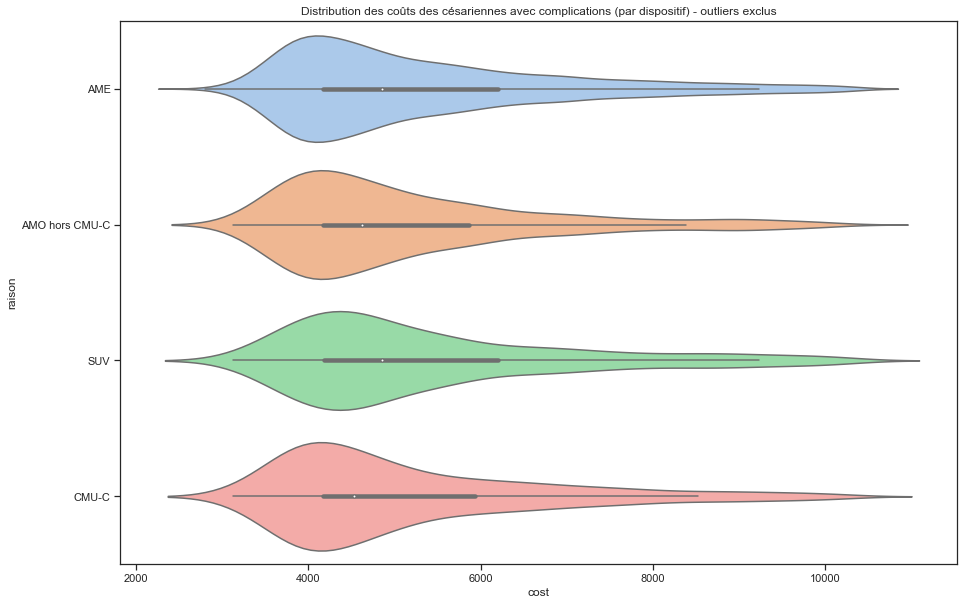 Distribution des coûts des césariennes avec complications (par dispositif) - outliers exclus
AME
AMO hors CMU-C
SUV
CMU-C
raison
2000
4000
6000
8000
10000
cost